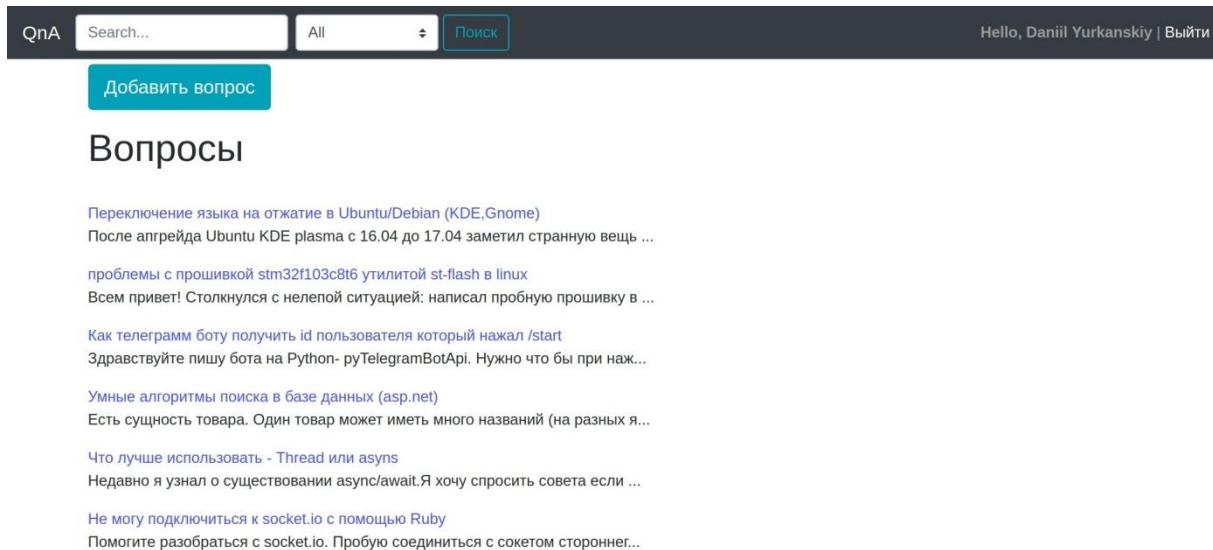 QnA Search... All Поиск Hello, Daniil Yurkanskiy | Выйти
Добавить вопрос
Вопросы
Переключение языка на отжатие в Ubuntu/Debian (KDE,Gnome)
После апгрейда Ubuntu KDE plasma с 16.04 до 17.04 заметил странную вещь ...
проблемы с прошивкой stm32f103c8t6 утилитой st-flash в linux
Всем привет! Столкнулся с нелепой ситуацией: написал пробную прошивку в ...
Как телеграмм боту получить id пользователя который нажал /start
Здравствуйте пишу бота на Python- pyTelegramBotApi. Нужно что бы при наж...
Умные алгоритмы поиска в базе данных (asp.net)
Есть сущность товара. Один товар может иметь много названий (на разных я...
Что лучше использовать - Thread или asyns
Недавно я узнал о существовании async/await.Я хочу спросить совета если ...
Не могу подключиться к socket.io с помощью Ruby
Помогите разобраться с socket.io. Пробую соединиться с сокетом стороннег...